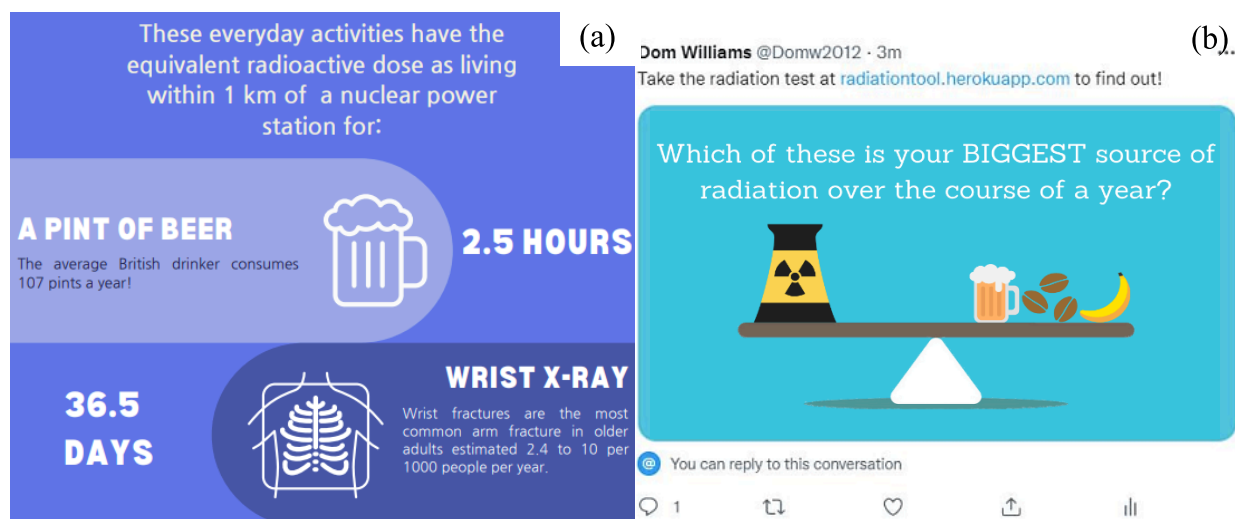 These everyday activities have the
equivalent radioactive dose as living
within 1 km of a nuclear power
station for:
(a)
A PINT OF BEER
The average British drinker consumes
107 pints a year!
2.5 HOURS
36.5
DAYS
WRIST X-RAY
Wrist fractures are the most
common arm fracture in older
adults estimated 2.4 to 10 per
1000 people per year.
(b)
Dom Williams @Domw2012 · 3m
Take the radiation test at radiationtool.herokuapp.com to find out!
Which of these is your BIGGEST source of
radiation over the course of a year?
@ You can reply to this conversation
1